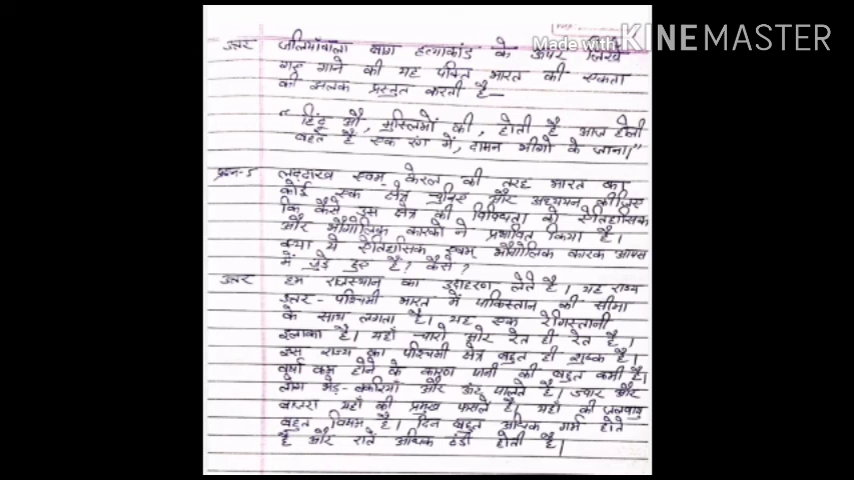 Made with KINEMASTER
उत्तर जलियाँवाला बाग हत्याकांड के ऊपर लिखे
गए गाने की यह पंक्ति भारत की एकता
की झलक प्रस्तुत करती है—
"हिंदू औ, मुस्लिमों की, होती है आज होली
बहते हैं एक रंग में, दामन भीगो के जाना।"
प्रश्न-5 लद्दाख एवम् केरल की तरह भारत का
कोई एक क्षेत्र चुनिए और अध्ययन कीजिए
कि कैसे उस क्षेत्र की विविधता को ऐतिहासिक
और भौगोलिक कारकों ने प्रभावित किया है।
क्या ये ऐतिहासिक एवम् भौगोलिक कारक आपस
में जुड़े हुए है? कैसे?
उत्तर हम राजस्थान का उदाहरण लेते है। यह राज्य
उत्तर-पश्चिमी भारत में पाकिस्तान की सीमा
के साथ लगता है। यह एक रेगिस्तानी
इलाका है। यहाँ चारो ओर रेत ही रेत है।
इस राज्य का पश्चिमी क्षेत्र बहुत ही शुष्क है।
वर्षा कम होने के कारण पानी की बहुत कमी है।
लोग भेड़-बकरियाँ और ऊँट पालते है। ज्वार और
बाजरा यहाँ की प्रमुख फसले है। यहाँ की जलवायु
बहुत विषम है। दिन बहुत अधिक गर्म होते
है और रातें अधिक ठंडी होती है।